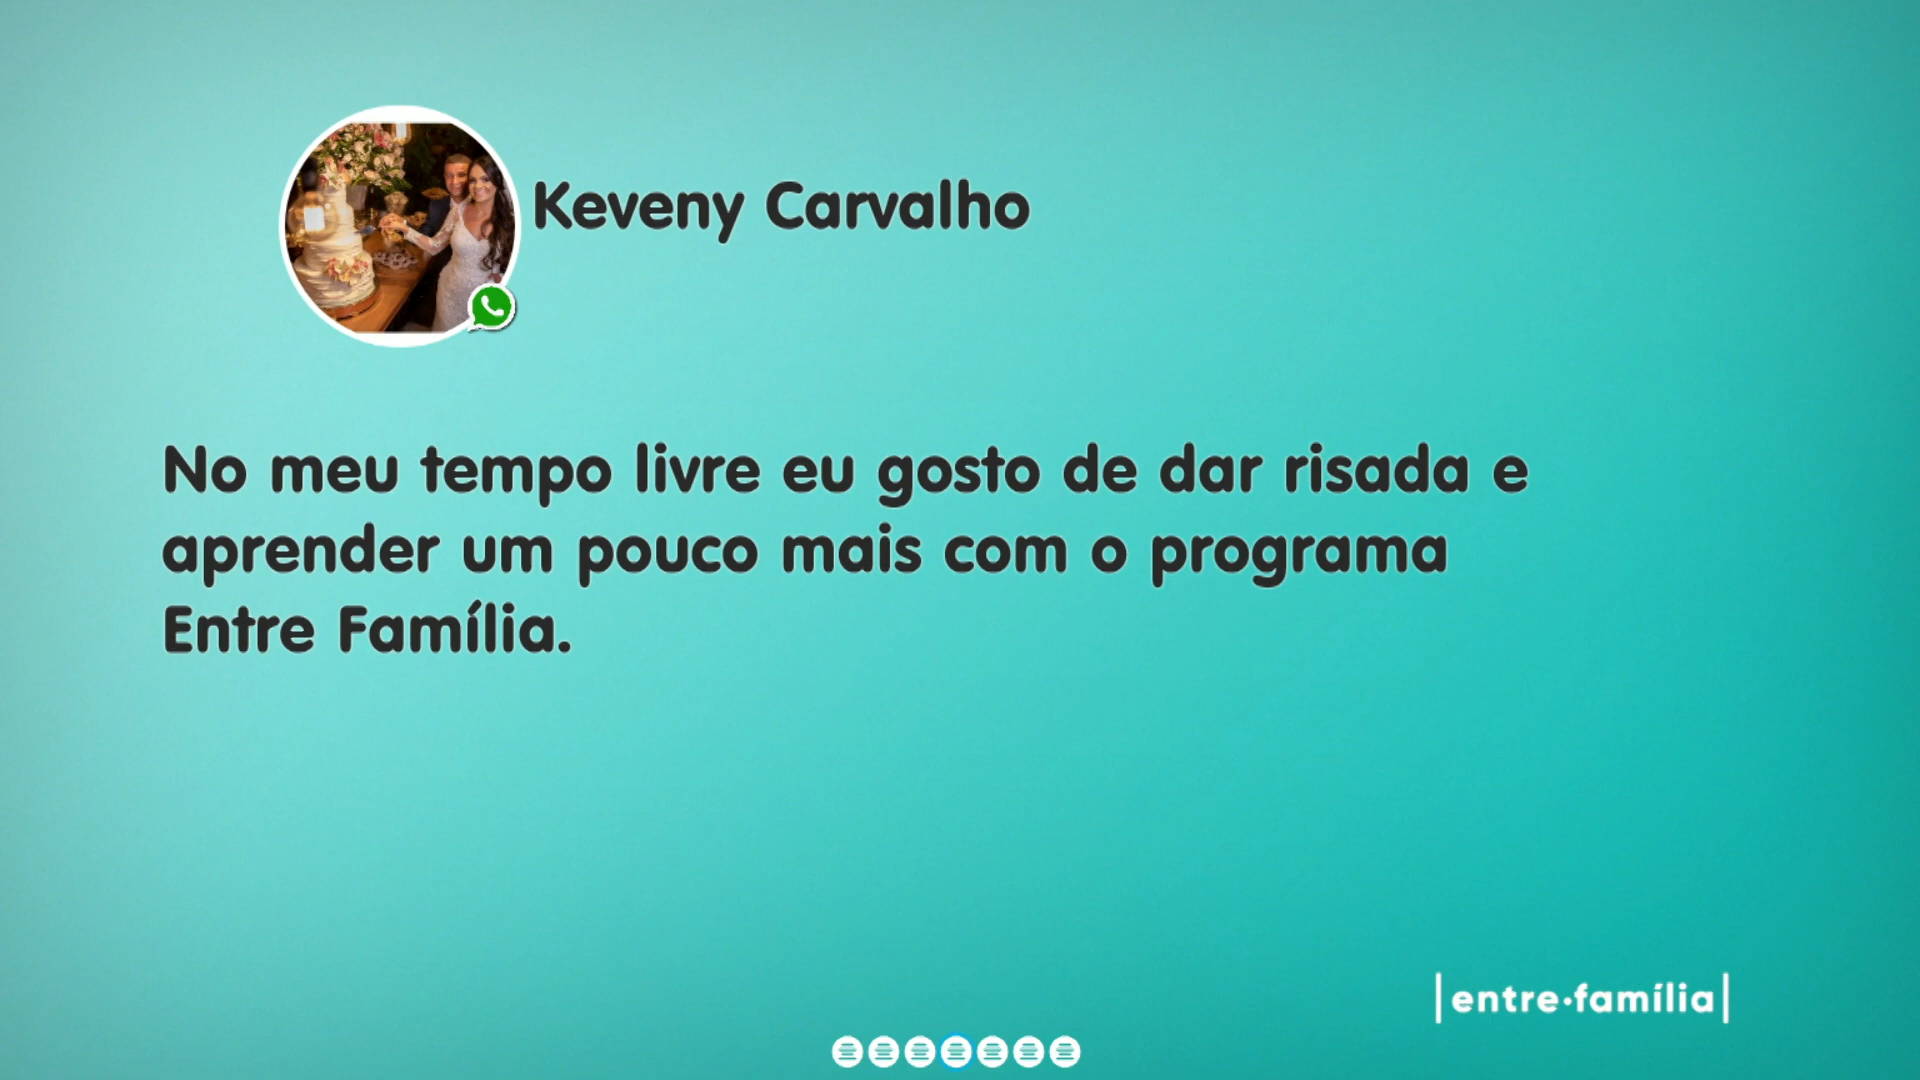 Keveny Carvalho
No meu tempo livre eu gosto de dar risada e
aprender um pouco mais com o programa
Entre Família.
|entre•família|